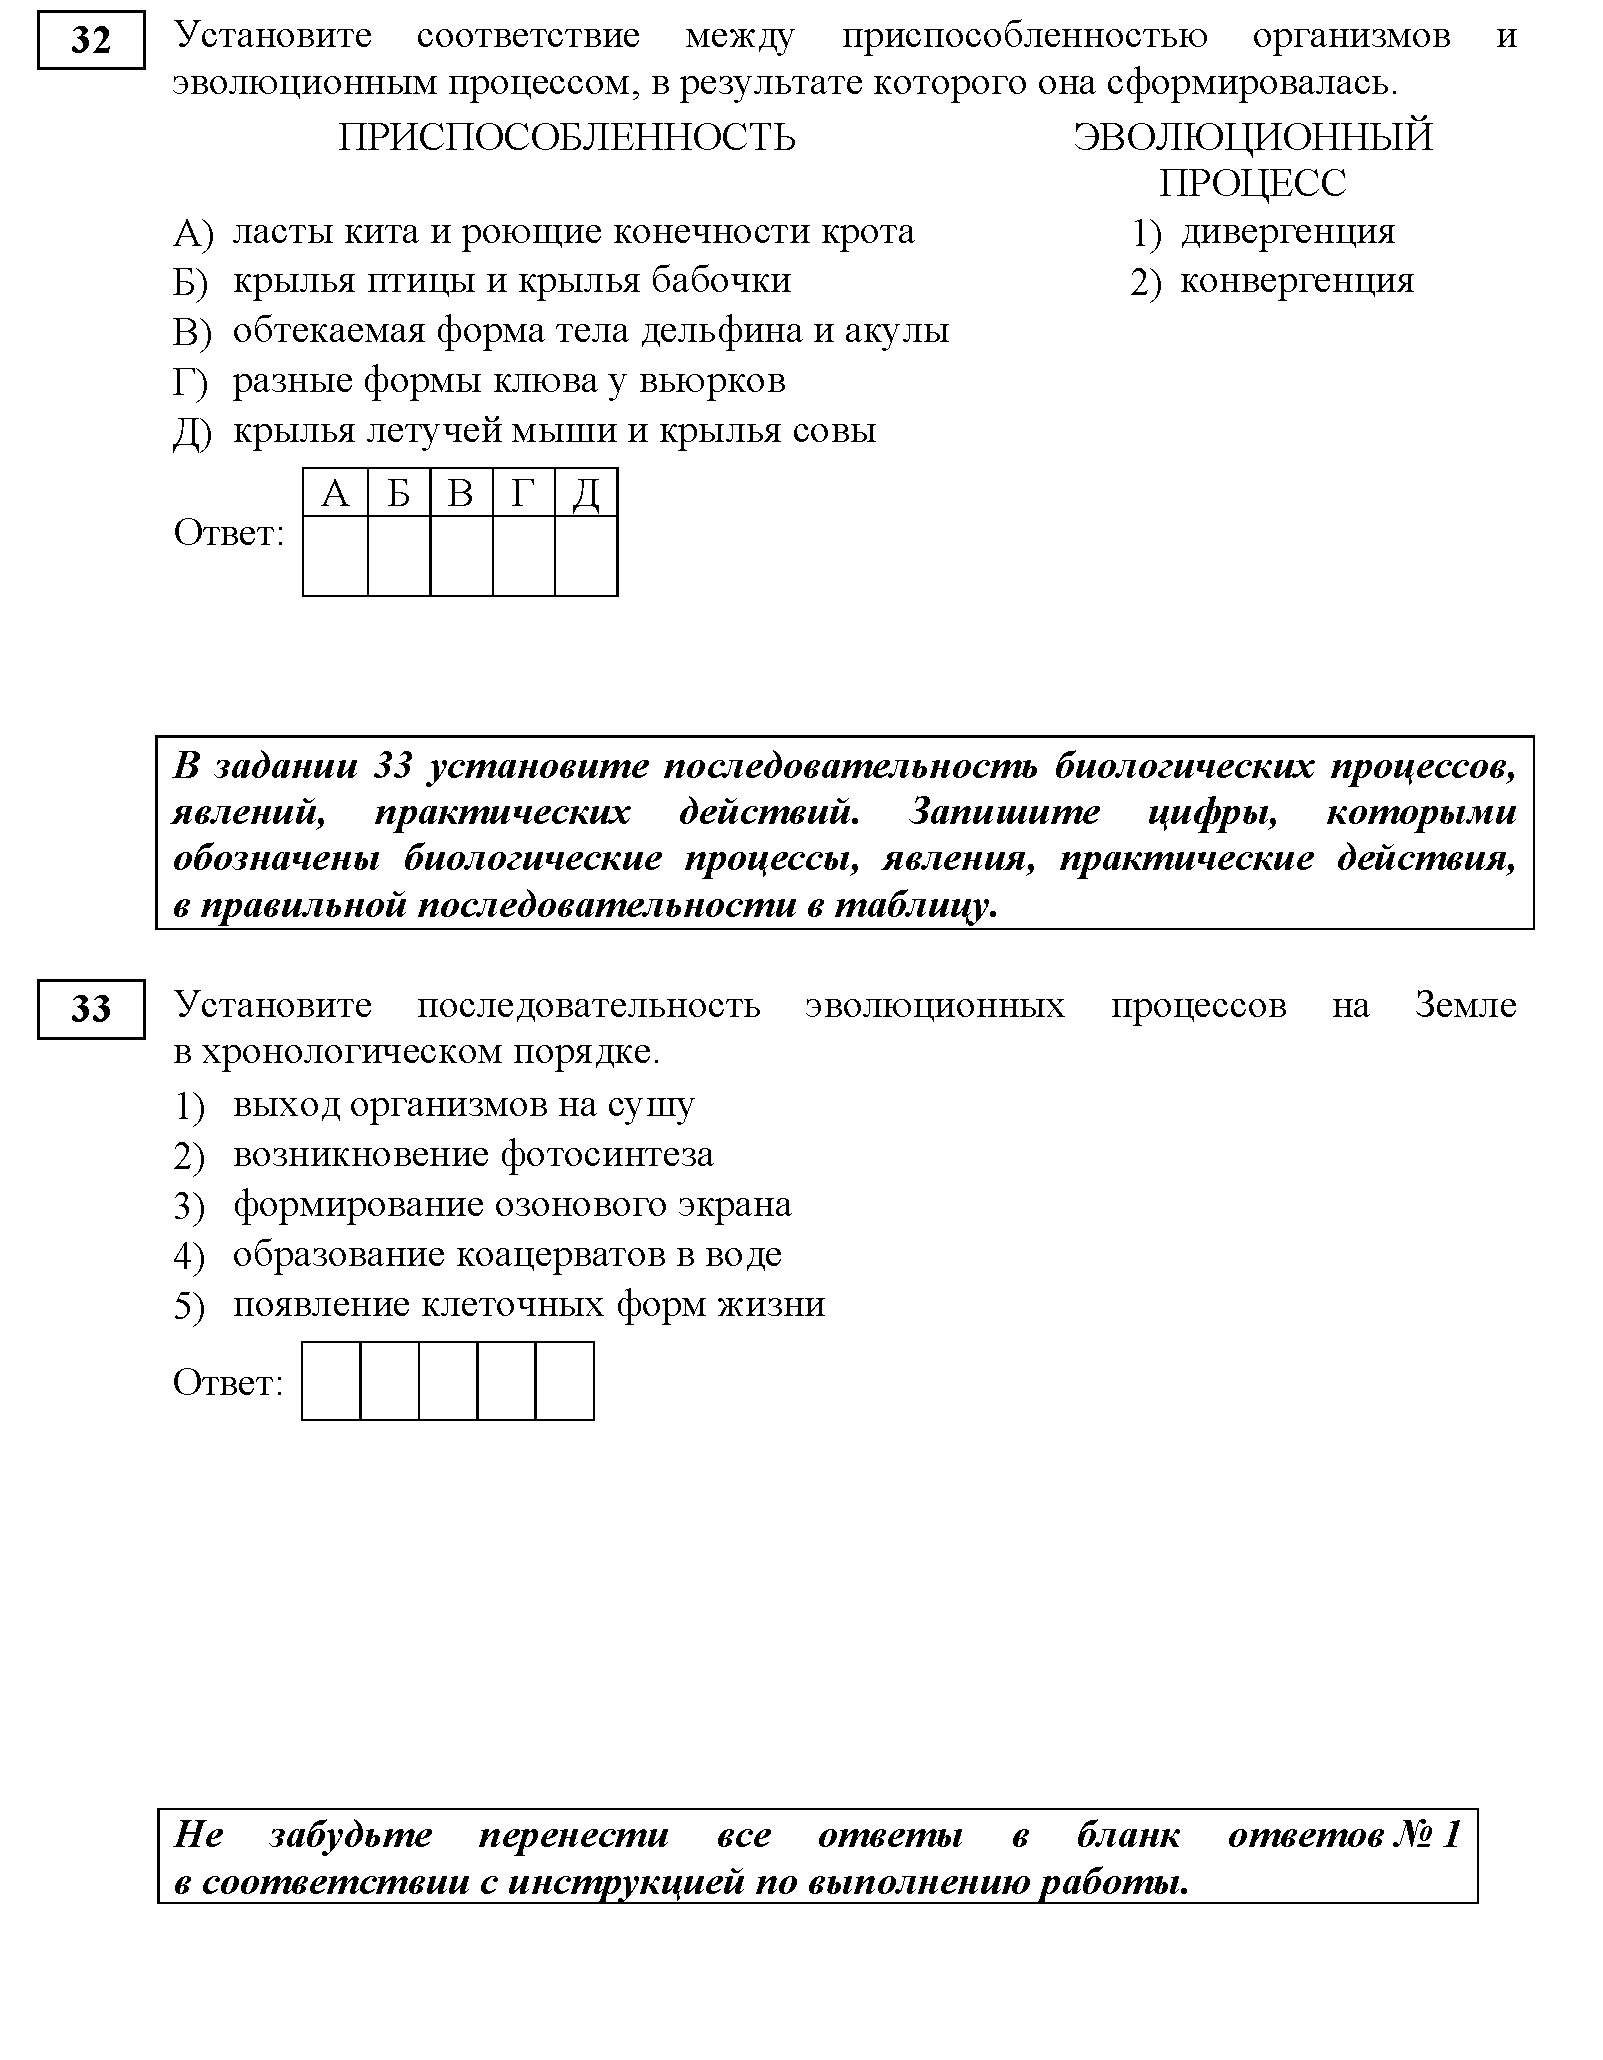 32
Установите соответствие между приспособленностью организмов и
эволюционным процессом, в результате которого она сформировалась.
ПРИСПОСОБЛЕННОСТЬ
ЭВОЛЮЦИОННЫЙ
ПРОЦЕСС
А) ласты кита и роющие конечности крота
Б) крылья птицы и крылья бабочки
В) обтекаемая форма тела дельфина и акулы
Г) разные формы клюва у вьюрков
Д) крылья летучей мыши и крылья совы
1) дивергенция
2) конвергенция
А Б В Г Д
Ответ:
В задании 33 установите последовательность биологических процессов,
явлений, практических действий. Запишите цифры, которыми
обозначены биологические процессы, явления, практические действия,
в правильной последовательности в таблицу.
33
Установите последовательность эволюционных процессов на Земле
в хронологическом порядке.
1) выход организмов на сушу
2) возникновение фотосинтеза
3) формирование озонового экрана
4) образование коацерватов в воде
5) появление клеточных форм жизни
Ответ:
Не забудьте перенести все ответы в бланк ответов № 1
в соответствии с инструкцией по выполнению работы.